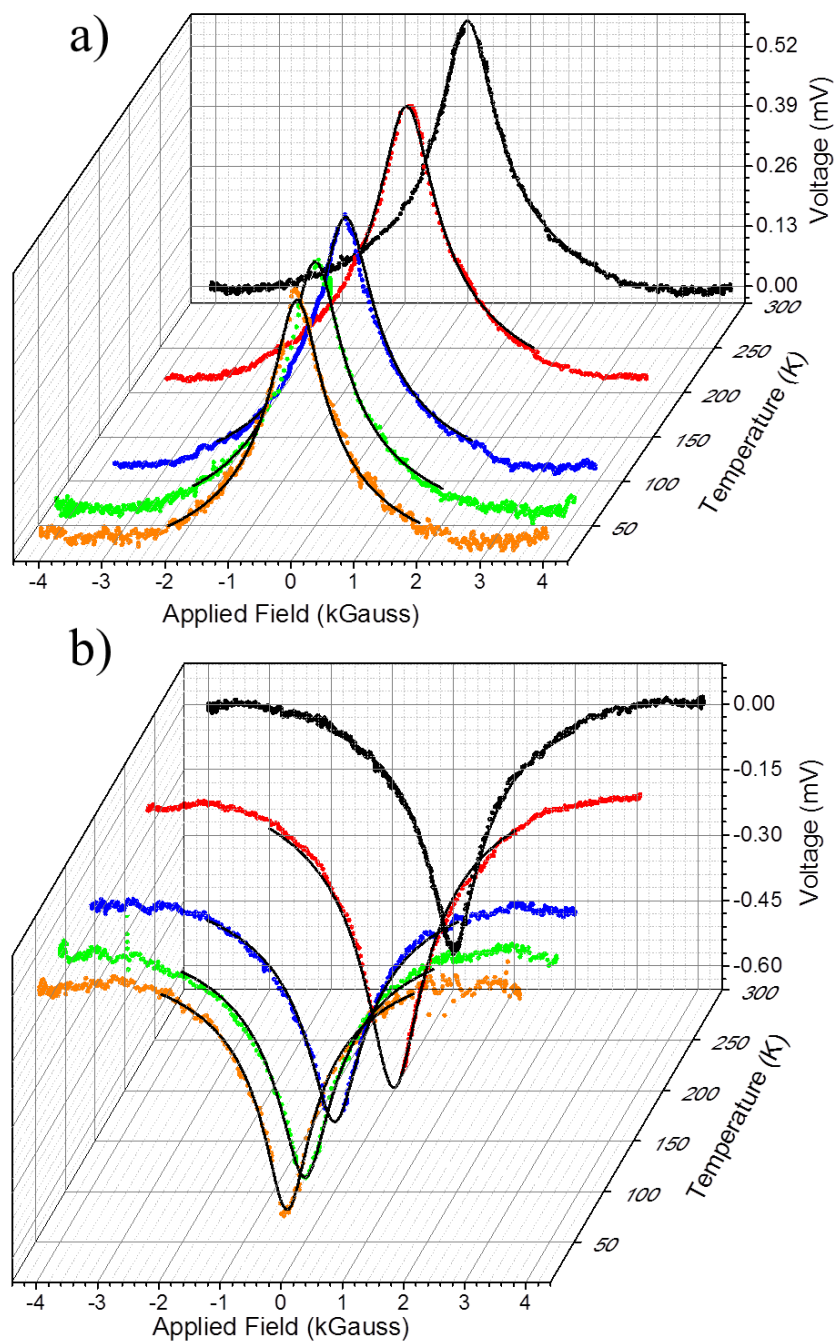 a)
0.52
0.39
0.26
0.13
0.00
Voltage (mV)
300
250
200
150
100
50
Temperature (K)
-4 -3 -2 -1 0 1 2 3 4
Applied Field (kGauss)
b)
0.00
-0.15
-0.30
-0.45
-0.60
Voltage (mV)
300
250
200
150
100
50
Temperature (K)
-4 -3 -2 -1 0 1 2 3 4
Applied Field (kGauss)